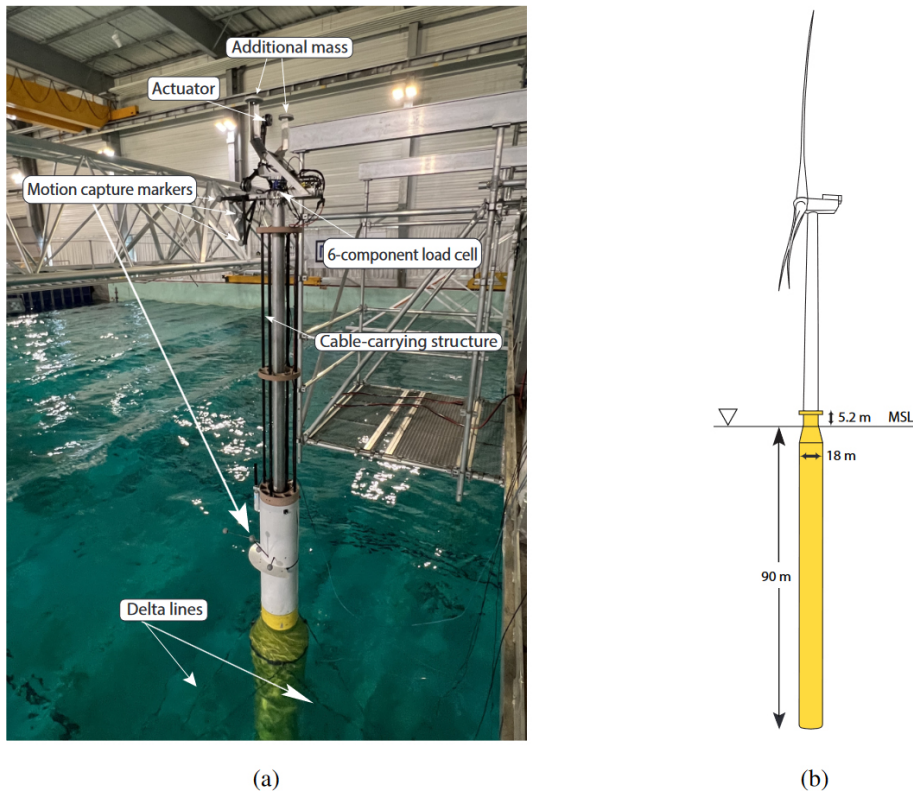 Additional mass
Actuator
Motion capture markers
6-component load cell
Cable-carrying structure
Delta lines
(a)
5.2 m
MSL
18 m
90 m
(b)